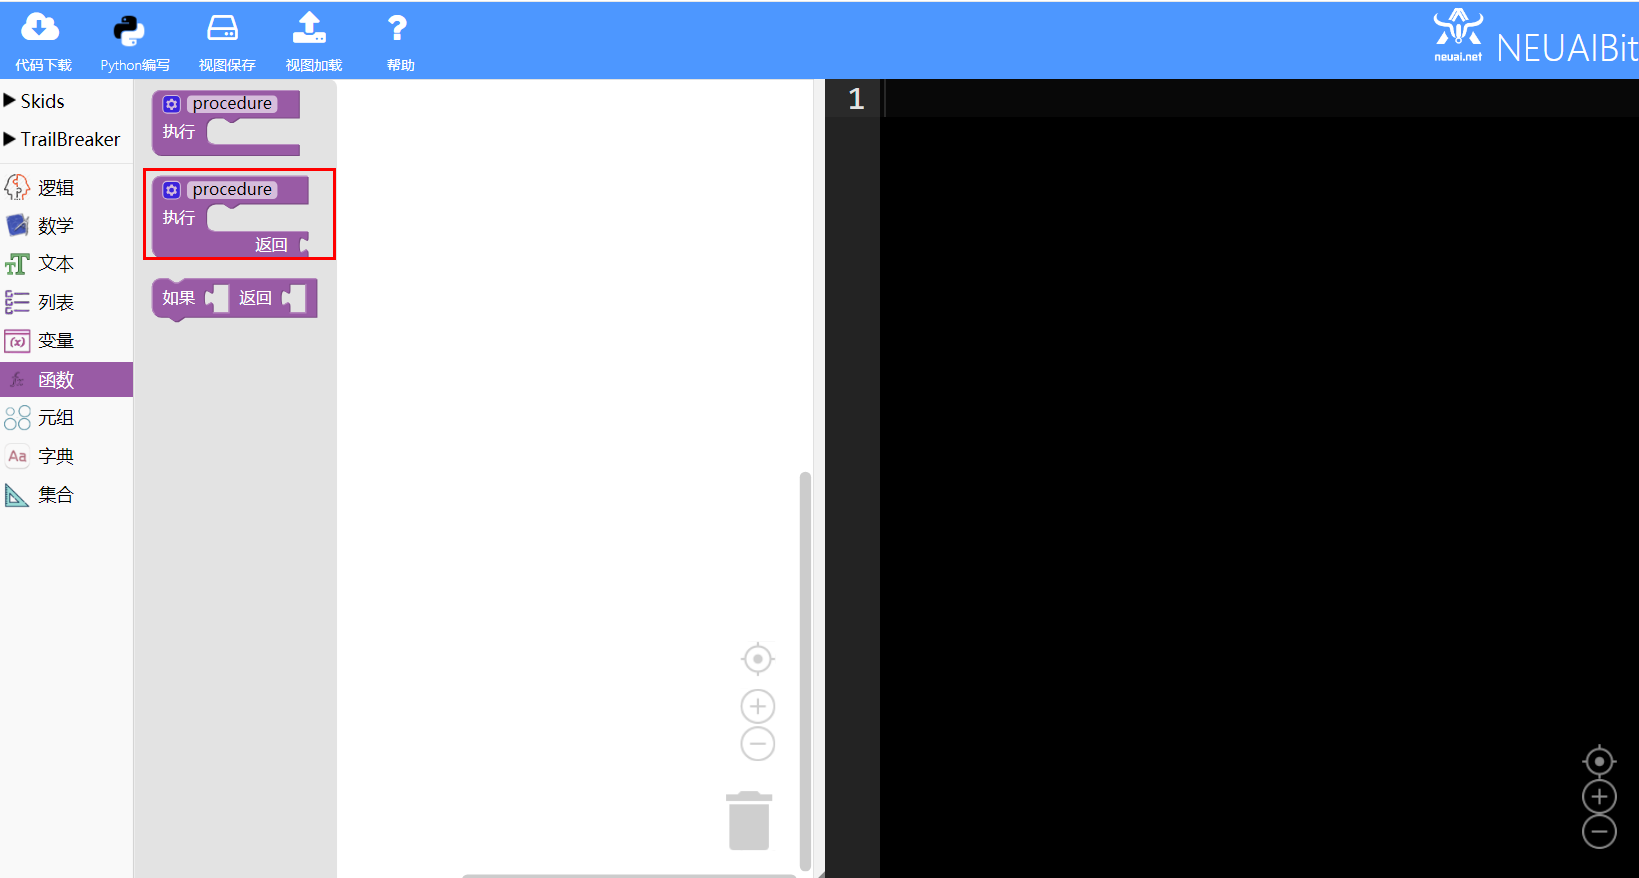 代码下载
Python编写
视图保存
视图加载
?
帮助
neuai.net
NEUAIBit
Skids
TrailBreaker
逻辑
数学
文本
列表
(x) 变量
函数
元组
Aa 字典
集合
procedure
执行
procedure
执行
返回
如果 返回
1